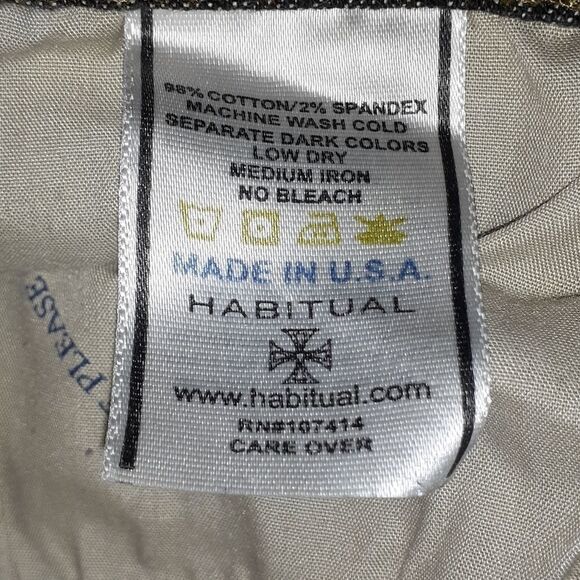 98% COTTON/2% SPANDEX
MACHINE WASH COLD
SEPARATE DARK COLORS
LOW DRY
MEDIUM IRON
NO BLEACH
MADE IN U.S.A.
HABITUAL
www.habitual.com
RN#107414
CARE OVER
PLEASE